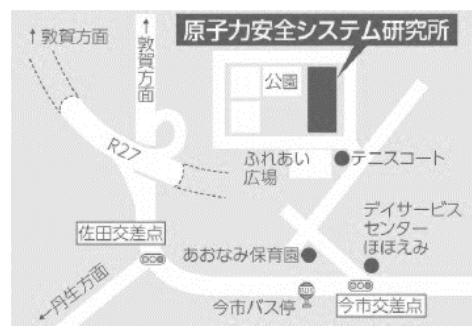 ↑敦賀方面
↑敦賀方面
原子力安全システム研究所
公園
R27
ふれあい
広場
テニスコート
デイサービス
センター
ほほえみ
佐田交差点
あおなみ保育園
←丹生方面
今市バス停
今市交差点